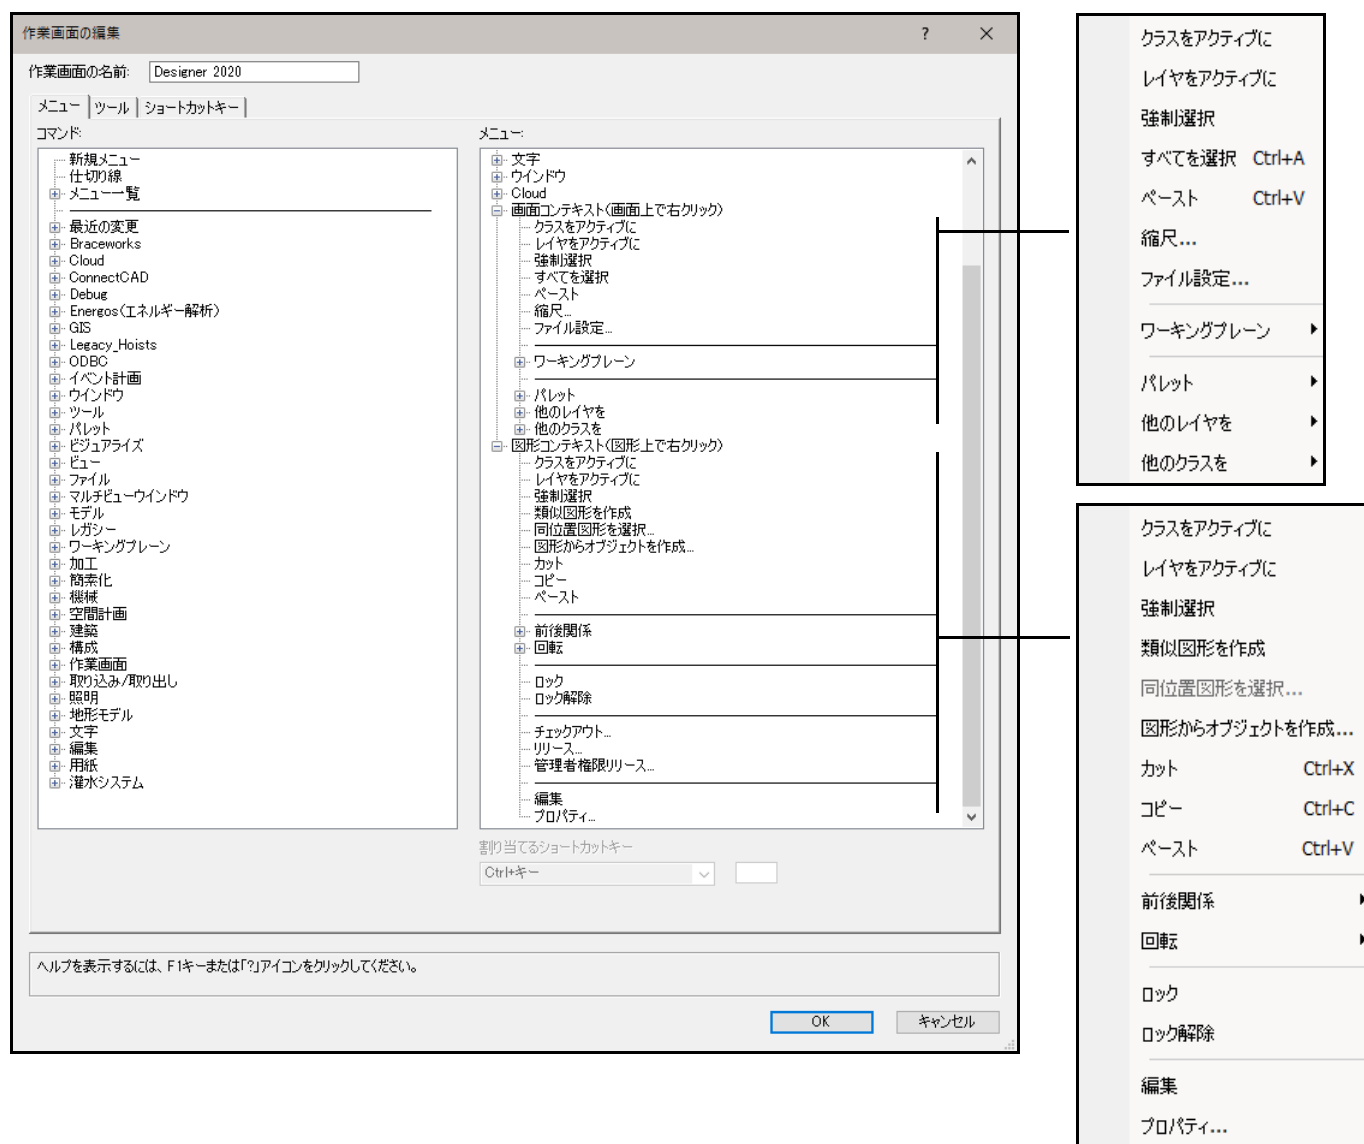 作業画面の編集
?
作業画面の名前: Designer 2020
メニュー ツール ショートカットキー
コマンド:
新規メニュー
仕切り線
メニュー一覧
最近の変更
Braceworks
Cloud
ConnectCAD
Debug
Energos(エネルギー解析)
GIS
Legacy_Hoists
ODBC
イベント計画
ウインドウ
ツール
パレット
ビジュアライズ
ビュー
ファイル
マルチビューウインドウ
モデル
レガシー
ワーキングプレーン
加工
簡素化
機械
空間計画
建築
構成
作業画面
取り込み/取り出し
照明
地形モデル
文字
編集
用紙
灌水システム
メニュー:
文字
ウインドウ
Cloud
画面コンテキスト(画面上で右クリック)
クラスをアクティブに
レイヤをアクティブに
強制選択
すべてを選択
ペースト
縮尺...
ファイル設定...
ワーキングプレーン
パレット
他のレイヤを
他のクラスを
図形コンテキスト(図形上で右クリック)
クラスをアクティブに
レイヤをアクティブに
強制選択
類似図形を作成
同位置図形を選択...
図形からオブジェクトを作成...
カット
コピー
ペースト
前後関係
回転
ロック
ロック解除
チェックアウト...
リリース...
管理者権限リリース...
編集
プロパティ...
割り当てるショートカットキー
Ctrl+キー
ヘルプを表示するには、F1キーまたは「?」アイコンをクリックしてください。
OK
キャンセル
クラスをアクティブに
レイヤをアクティブに
強制選択
すべてを選択 Ctrl+A
ペースト Ctrl+V
縮尺...
ファイル設定...
ワーキングプレーン
パレット
他のレイヤを
他のクラスを
クラスをアクティブに
レイヤをアクティブに
強制選択
類似図形を作成
同位置図形を選択...
図形からオブジェクトを作成...
カット Ctrl+X
コピー Ctrl+C
ペースト Ctrl+V
前後関係
回転
ロック
ロック解除
編集
プロパティ...